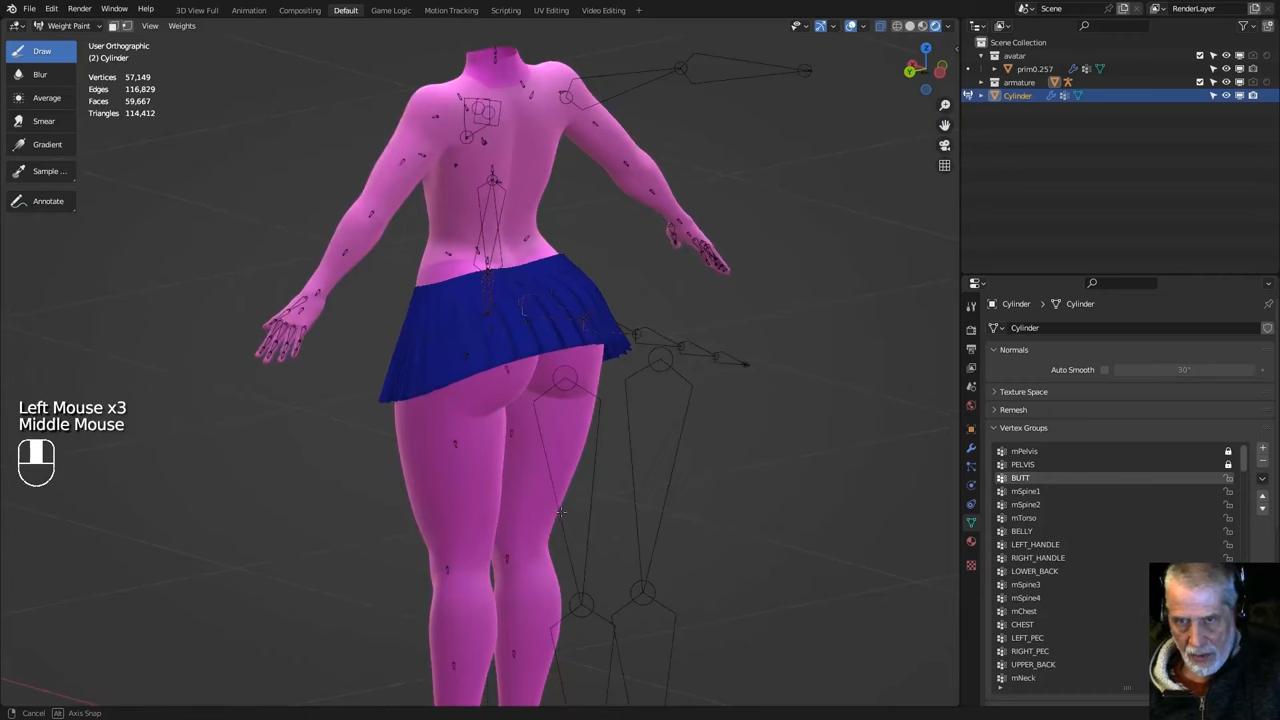 File Edit Render Window Help 3D View Full Animation Compositing Default Game Logic Motion Tracking Scripting UV Editing Video Editing + Scene RenderLayer
Weight Paint View Weights
Draw
Blur
Average
Smear
Gradient
Sample ...
Annotate
User Orthographic
(2) Cylinder
Vertices 57,149
Edges 116,829
Faces 59,667
Triangles 114,412
Z
Y
Left Mouse x3
Middle Mouse
Cancel Alt Axis Snap
Scene Collection
avatar
prim0.257
armature
Cylinder
Cylinder > Cylinder
Cylinder
Normals
Auto Smooth 30°
Texture Space
Remesh
Vertex Groups
mPelvis
PELVIS
BUTT
mSpine1
mSpine2
mTorso
BELLY
LEFT_HANDLE
RIGHT_HANDLE
LOWER_BACK
mSpine3
mSpine4
mChest
CHEST
LEFT_PEC
RIGHT_PEC
UPPER_BACK
mNeck